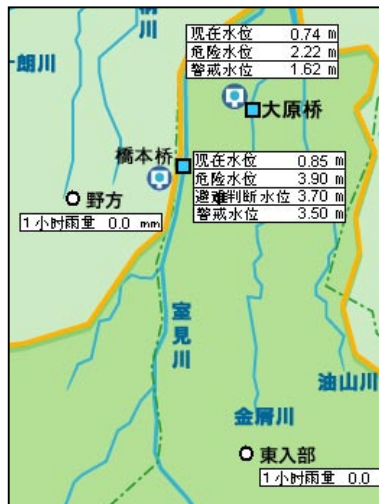 柄川
十朗川
现在水位 0.74 m
危险水位 2.22 m
警戒水位 1.62 m
大原桥
橋本桥
现在水位 0.85 m
危险水位 3.90 m
避難判断水位 3.70 m
警戒水位 3.50 m
野方
1小时雨量 0.0 mm
室見川
油山川
金屑川
東入部
1小时雨量 0.0